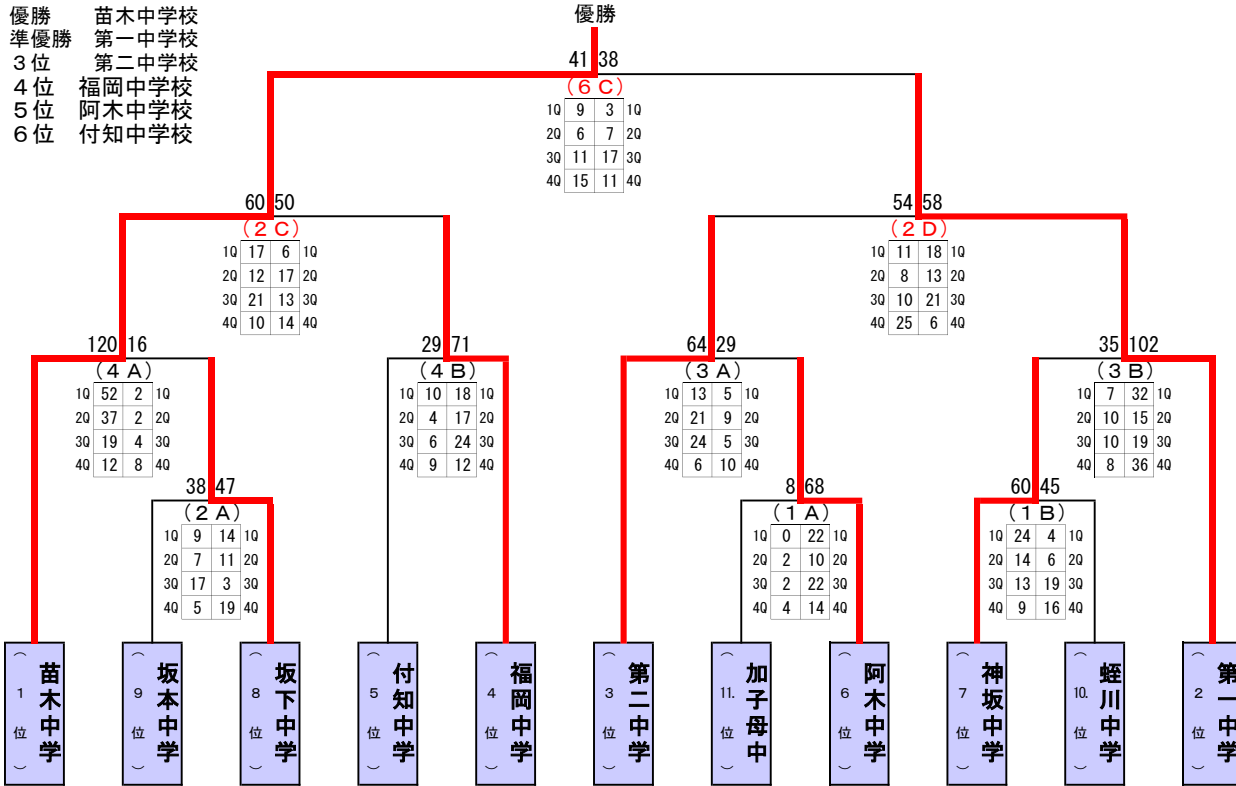 優勝　苗木中学校
準優勝　第一中学校
３位　第二中学校
４位　福岡中学校
５位　阿木中学校
６位　付知中学校
優勝
41 38
(６Ｃ)
1Q 9 3 1Q
2Q 6 7 2Q
3Q 11 17 3Q
4Q 15 11 4Q
60 50
(２Ｃ)
1Q 17 6 1Q
2Q 12 17 2Q
3Q 21 13 3Q
4Q 10 14 4Q
54 58
(２Ｄ)
1Q 11 18 1Q
2Q 8 13 2Q
3Q 10 21 3Q
4Q 25 6 4Q
120 16
(４Ａ)
1Q 52 2 1Q
2Q 37 2 2Q
3Q 19 4 3Q
4Q 12 8 4Q
29 71
(４Ｂ)
1Q 10 18 1Q
2Q 4 17 2Q
3Q 6 24 3Q
4Q 9 12 4Q
64 29
(３Ａ)
1Q 13 5 1Q
2Q 21 9 2Q
3Q 24 5 3Q
4Q 6 10 4Q
35 102
(３Ｂ)
1Q 7 32 1Q
2Q 10 15 2Q
3Q 10 19 3Q
4Q 8 36 4Q
38 47
(２Ａ)
1Q 9 14 1Q
2Q 7 11 2Q
3Q 17 3 3Q
4Q 5 19 4Q
8 68
(１Ａ)
1Q 0 22 1Q
2Q 2 10 2Q
3Q 2 22 3Q
4Q 4 14 4Q
60 45
(１Ｂ)
1Q 24 4 1Q
2Q 14 6 2Q
3Q 13 19 3Q
4Q 9 16 4Q
苗木中学
（1位）
坂本中学
（9位）
坂下中学
（8位）
付知中学
（5位）
福岡中学
（4位）
第二中学
（3位）
加子母中
（11.位）
阿木中学
（6位）
神坂中学
（7位）
蛭川中学
（10.位）
第一中学
（2位）